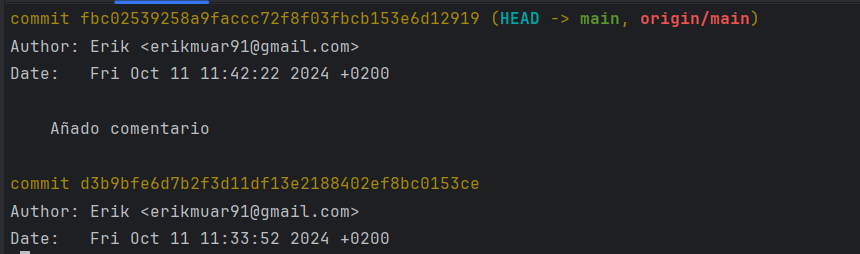 commit fbc02539258a9faccc72f8f03fbcb153e6d12919 (HEAD -> main, origin/main)
Author: Erik <erikmuar91@gmail.com>
Date:   Fri Oct 11 11:42:22 2024 +0200
Añado comentario
commit d3b9bfe6d7b2f3d11df13e2188402ef8bc0153ce
Author: Erik <erikmuar91@gmail.com>
Date:   Fri Oct 11 11:33:52 2024 +0200